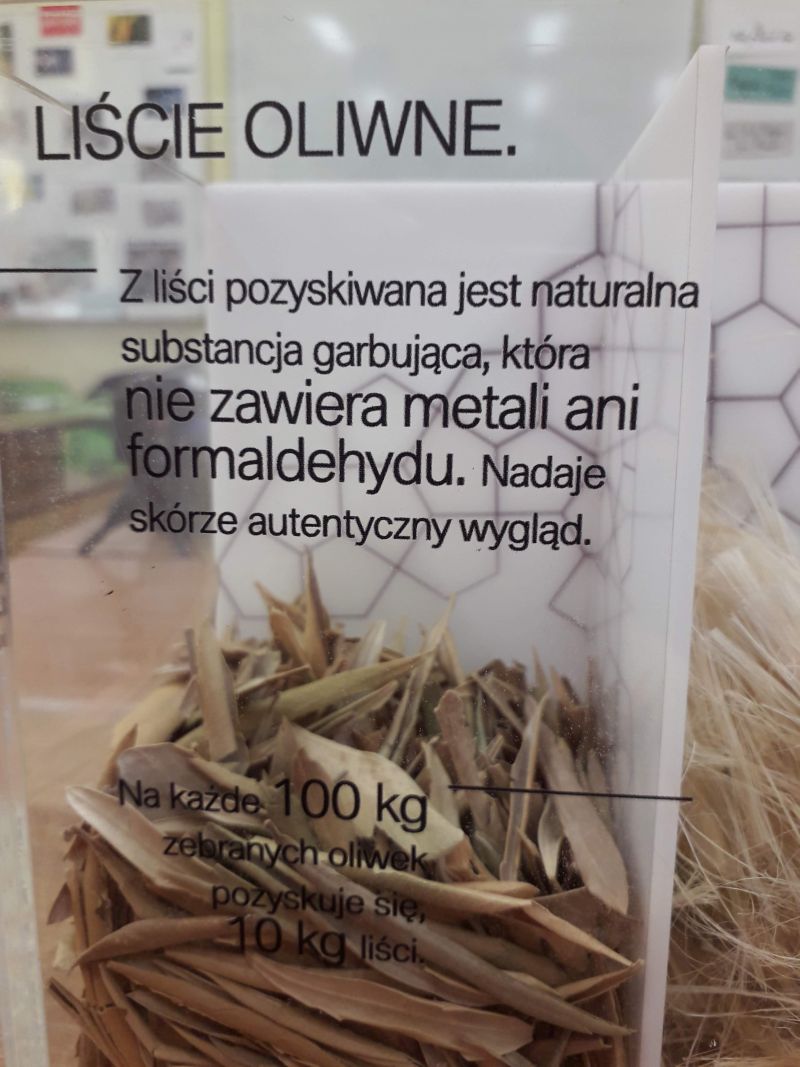 LIŚCIE OLIWNE.
Z liści pozyskiwana jest naturalna
substancja garbująca, która
nie zawiera metali ani
formaldehydu. Nadaje
skórze autentyczny wygląd.
Na każde 100 kg
zebranych oliwek
pozyskuje się,
10 kg liści.